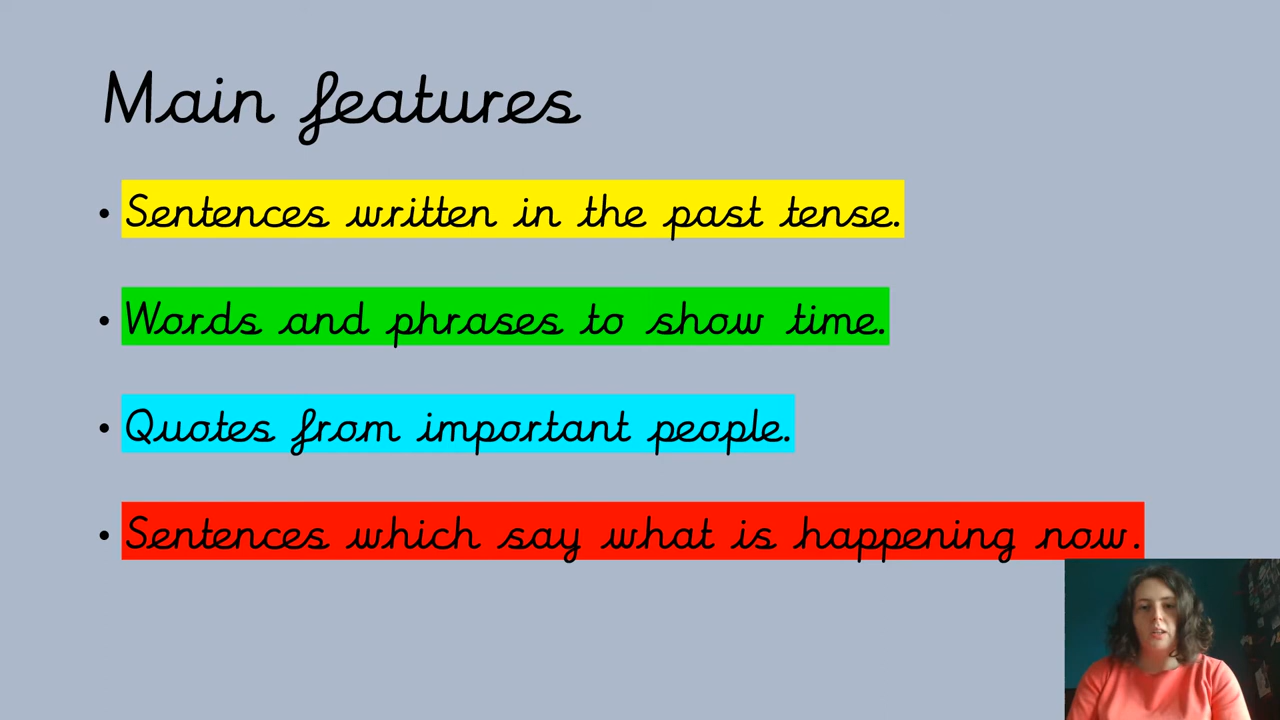 Main features
• Sentences written in the past tense.
• Words and phrases to show time.
• Quotes from important people.
• Sentences which say what is happening now.